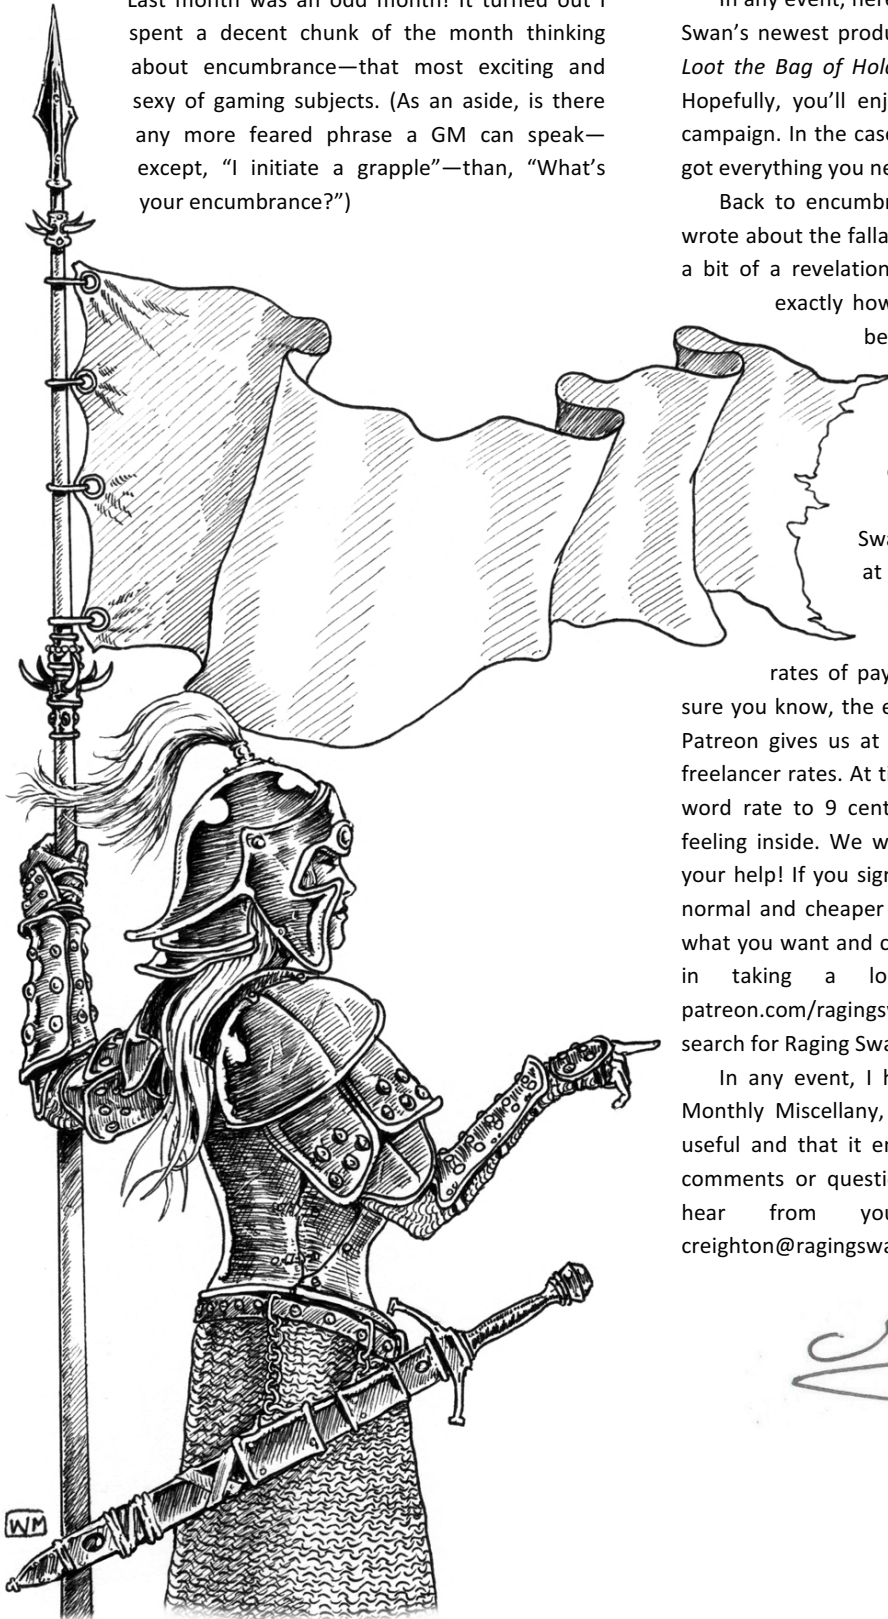 Last month was an odd month! It turned out I
spent a decent chunk of the month thinking
about encumbrance—that most exciting and
sexy of gaming subjects. (As an aside, is there
any more feared phrase a GM can speak—
except, “I initiate a grapple”—than, “What’s
your encumbrance?”)
In any event, here
Swan’s newest produ
Loot the Bag of Hold
Hopefully, you’ll enj
campaign. In the case
got everything you ne
Back to encumbr
wrote about the falla
a bit of a revelation
exactly how
be
Swa
at
rates of pay
sure you know, the e
Patreon gives us at
freelancer rates. At ti
word rate to 9 cent
feeling inside. We w
your help! If you sign
normal and cheaper
what you want and c
in taking a lo
patreon.com/ragingsw
search for Raging Swa
In any event, I h
Monthly Miscellany,
useful and that it en
comments or questio
hear from you
creighton@ragingswa
WM